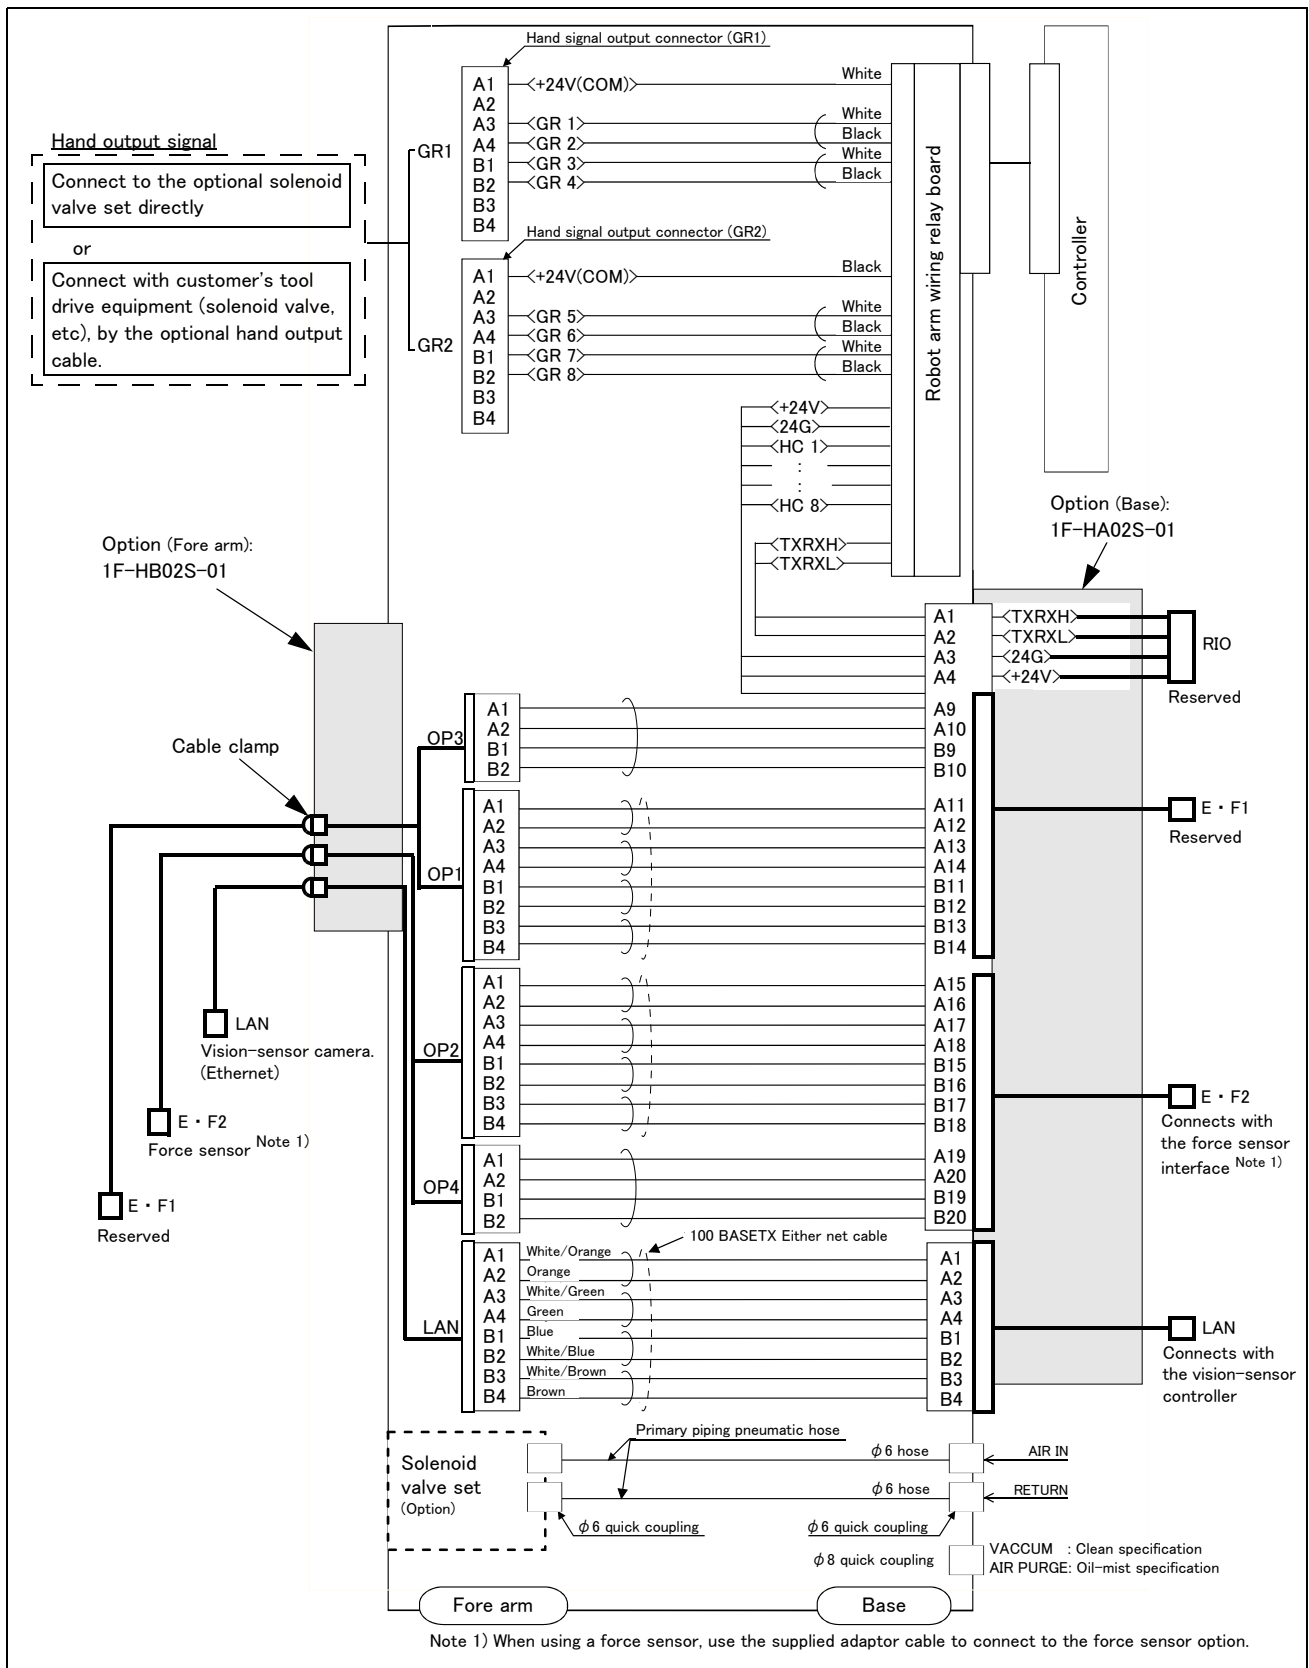 Hand signal output connector (GR1)
A1 <+24V(COM)> White
A2
A3 <GR 1> White
A4 <GR 2> Black
B1 <GR 3> White
B2 <GR 4> Black
B3
B4
GR1
Hand output signal
Connect to the optional solenoid
valve set directly
or
Connect with customer's tool
drive equipment (solenoid valve,
etc), by the optional hand output
cable.
Hand signal output connector (GR2)
A1 <+24V(COM)> Black
A2
A3 <GR 5> White
A4 <GR 6> Black
B1 <GR 7> White
B2 <GR 8> Black
B3
B4
GR2
Robot arm wiring relay board
Controller
<+24V>
<24G>
<HC 1>
:
:
<HC 8>
<TXRXH>
<TXRXL>
Option (Base):
1F-HA02S-01
Option (Fore arm):
1F-HB02S-01
A1 <TXRXH>
A2 <TXRXL>
A3 <24G>
A4 <+24V>
RIO
Reserved
Cable clamp
OP3
A1 A9
A2 A10
B1 B9
B2 B10
OP1
A1 A11
A2 A12
A3 A13
A4 A14
B1 B11
B2 B12
B3 B13
B4 B14
E・F1
Reserved
OP2
A1 A15
A2 A16
A3 A17
A4 A18
B1 B15
B2 B16
B3 B17
B4 B18
LAN
Vision-sensor camera.
(Ethernet)
E・F2
Force sensor Note 1)
E・F1
Reserved
E・F2
Connects with
the force sensor
interface Note 1)
OP4
A1 A19
A2 A20
B1 B19
B2 B20
100 BASETX Either net cable
LAN
A1 White/Orange A1
A2 Orange A2
A3 White/Green A3
A4 Green A4
B1 Blue B1
B2 White/Blue B2
B3 White/Brown B3
B4 Brown B4
LAN
Connects with
the vision-sensor
controller
Primary piping pneumatic hose
Solenoid
valve set
(Option)
φ6 hose AIR IN
φ6 hose RETURN
φ6 quick coupling φ6 quick coupling
φ8 quick coupling
VACCUM : Clean specification
AIR PURGE: Oil-mist specification
Fore arm Base
Note 1) When using a force sensor, use the supplied adaptor cable to connect to the force sensor option.